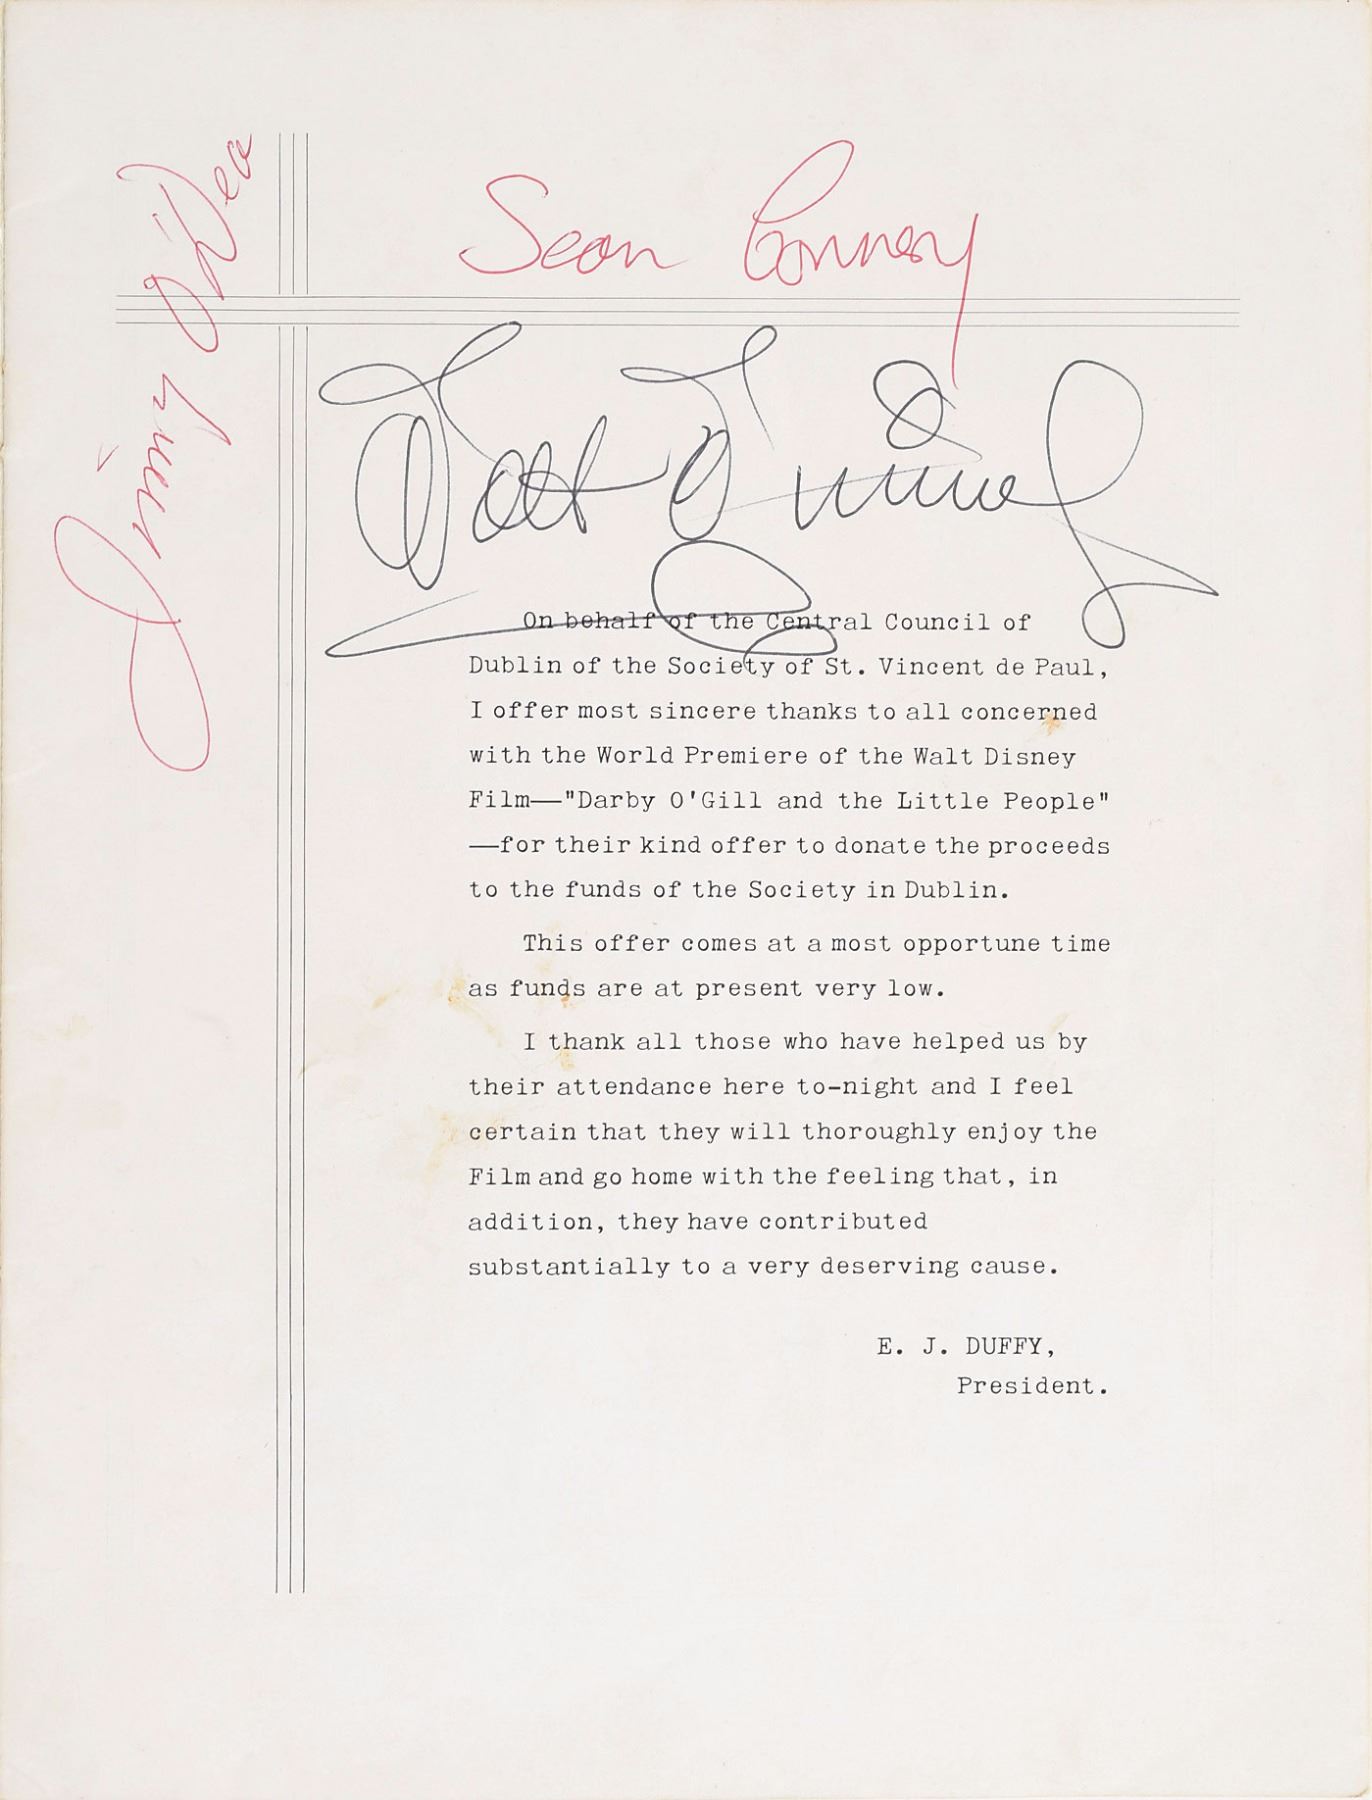 Jimmy O'Dea
Sean Connery
Walt Disney
On behalf of the Central Council of
Dublin of the Society of St. Vincent de Paul,
I offer most sincere thanks to all concerned
with the World Premiere of the Walt Disney
Film—"Darby O'Gill and the Little People"
—for their kind offer to donate the proceeds
to the funds of the Society in Dublin.
This offer comes at a most opportune time
as funds are at present very low.
I thank all those who have helped us by
their attendance here to-night and I feel
certain that they will thoroughly enjoy the
Film and go home with the feeling that, in
addition, they have contributed
substantially to a very deserving cause.
E. J. DUFFY,
President.